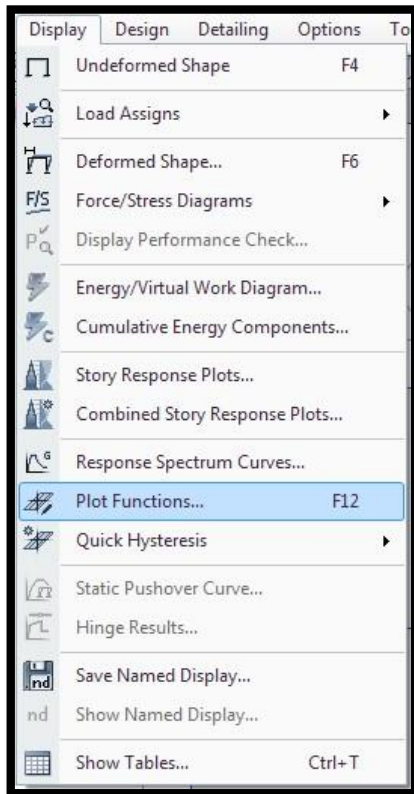 Display Design Detailing Options To
Undeformed Shape F4
Load Assigns
Deformed Shape... F6
F/S Force/Stress Diagrams
Display Performance Check...
Energy/Virtual Work Diagram...
C Cumulative Energy Components...
Story Response Plots...
Combined Story Response Plots...
G Response Spectrum Curves...
Plot Functions... F12
Quick Hysteresis
Static Pushover Curve...
Hinge Results...
nd Save Named Display...
nd Show Named Display...
Show Tables... Ctrl+T